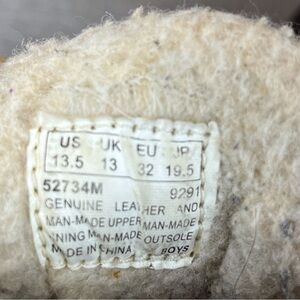 US UK EU JP
13.5 13 32 19.5
52734M 9291
GENUINE LEATHER AND
MAN-MADE UPPER MAN-MADE
NING MAN-MADE OUTSOLE
MADE IN CHINA BOYS